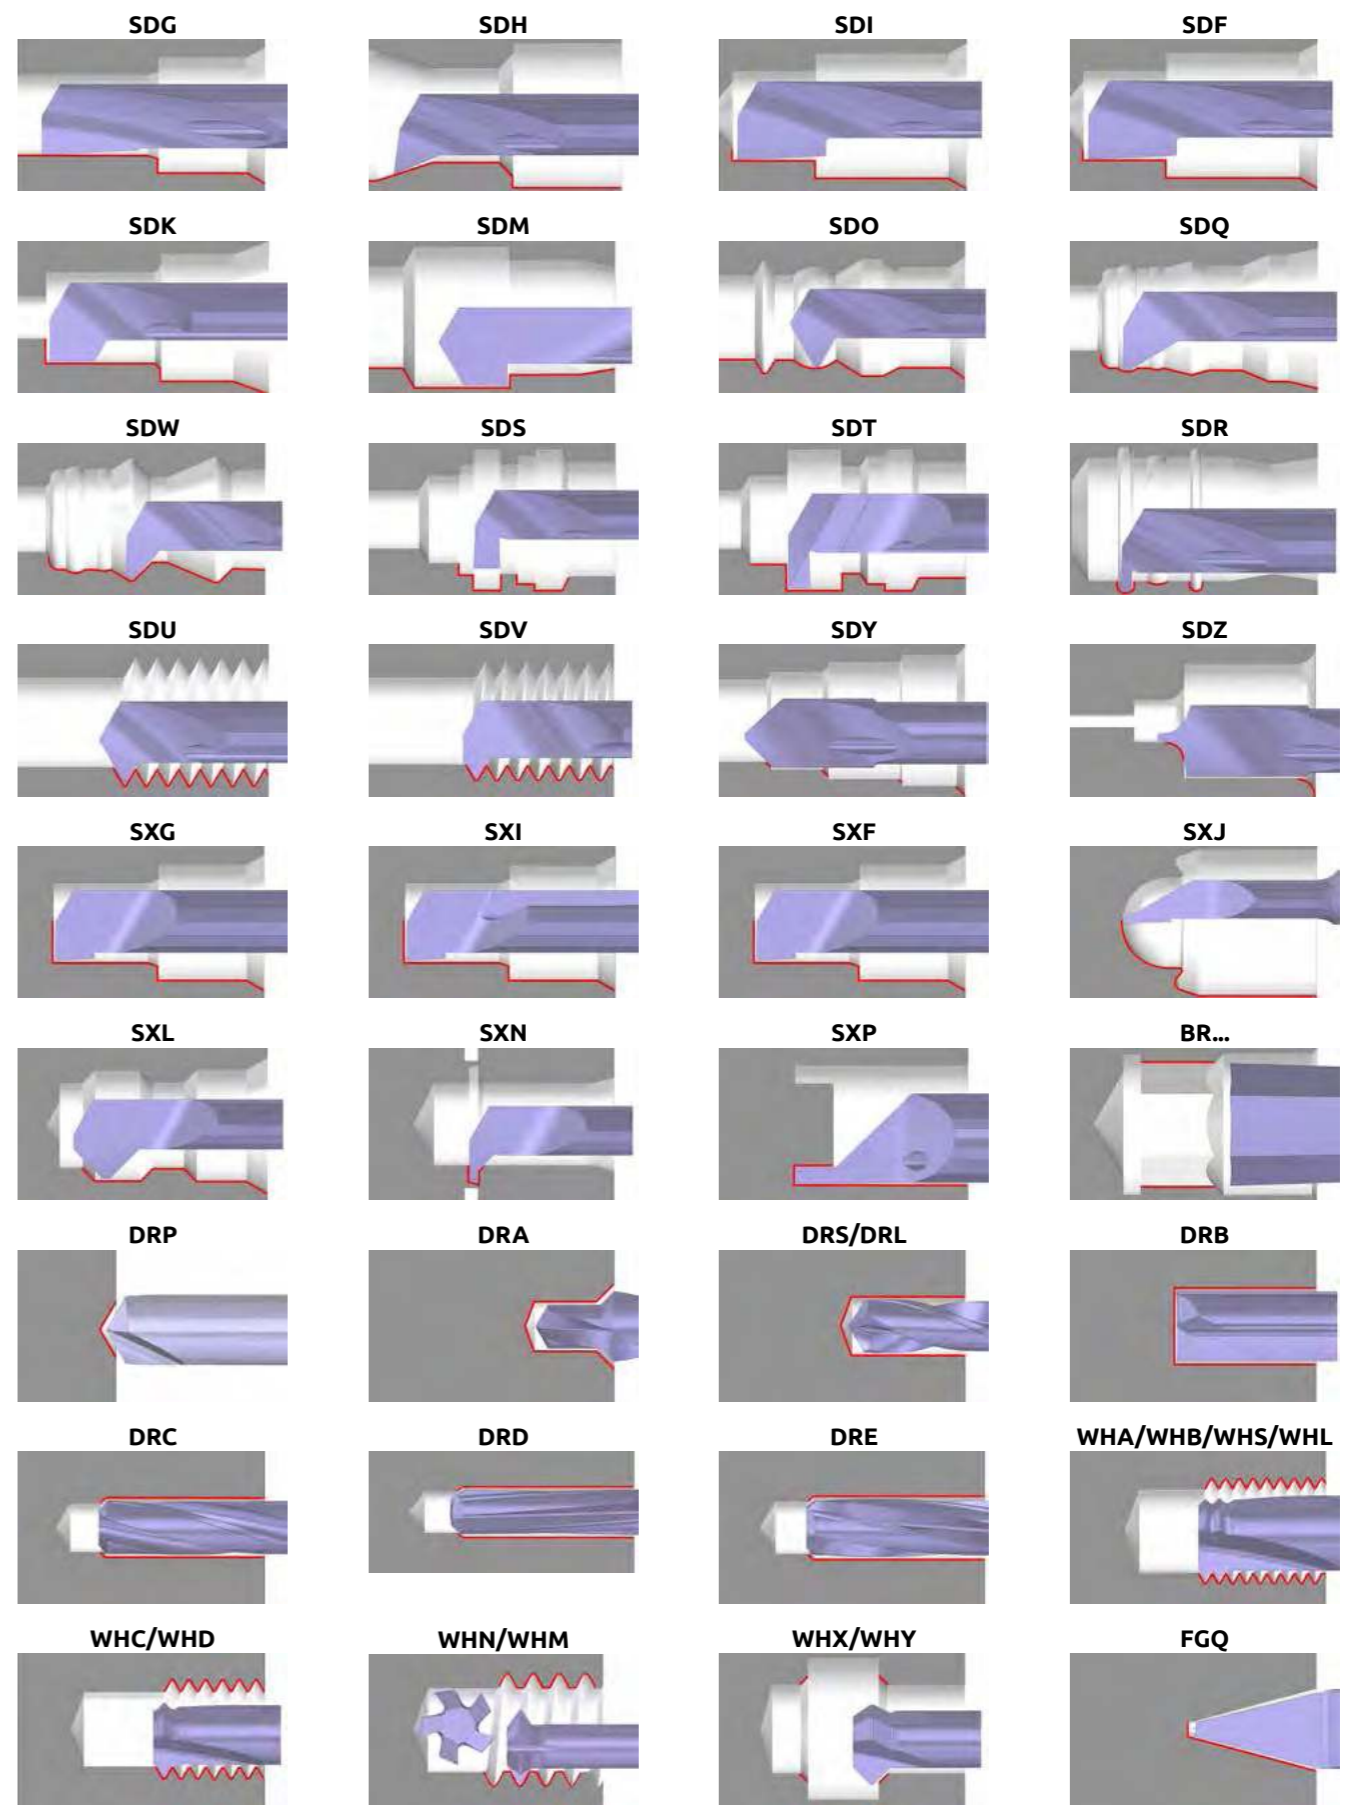 SDG SDH SDI SDF
SDK SDM SDO SDQ
SDW SDS SDT SDR
SDU SDV SDY SDZ
SXG SXI SXF SXJ
SXL SXN SXP BR...
DRP DRA DRS/DRL DRB
DRC DRD DRE WHA/WHB/WHS/WHL
WHC/WHD WHN/WHM WHX/WHY FGQ